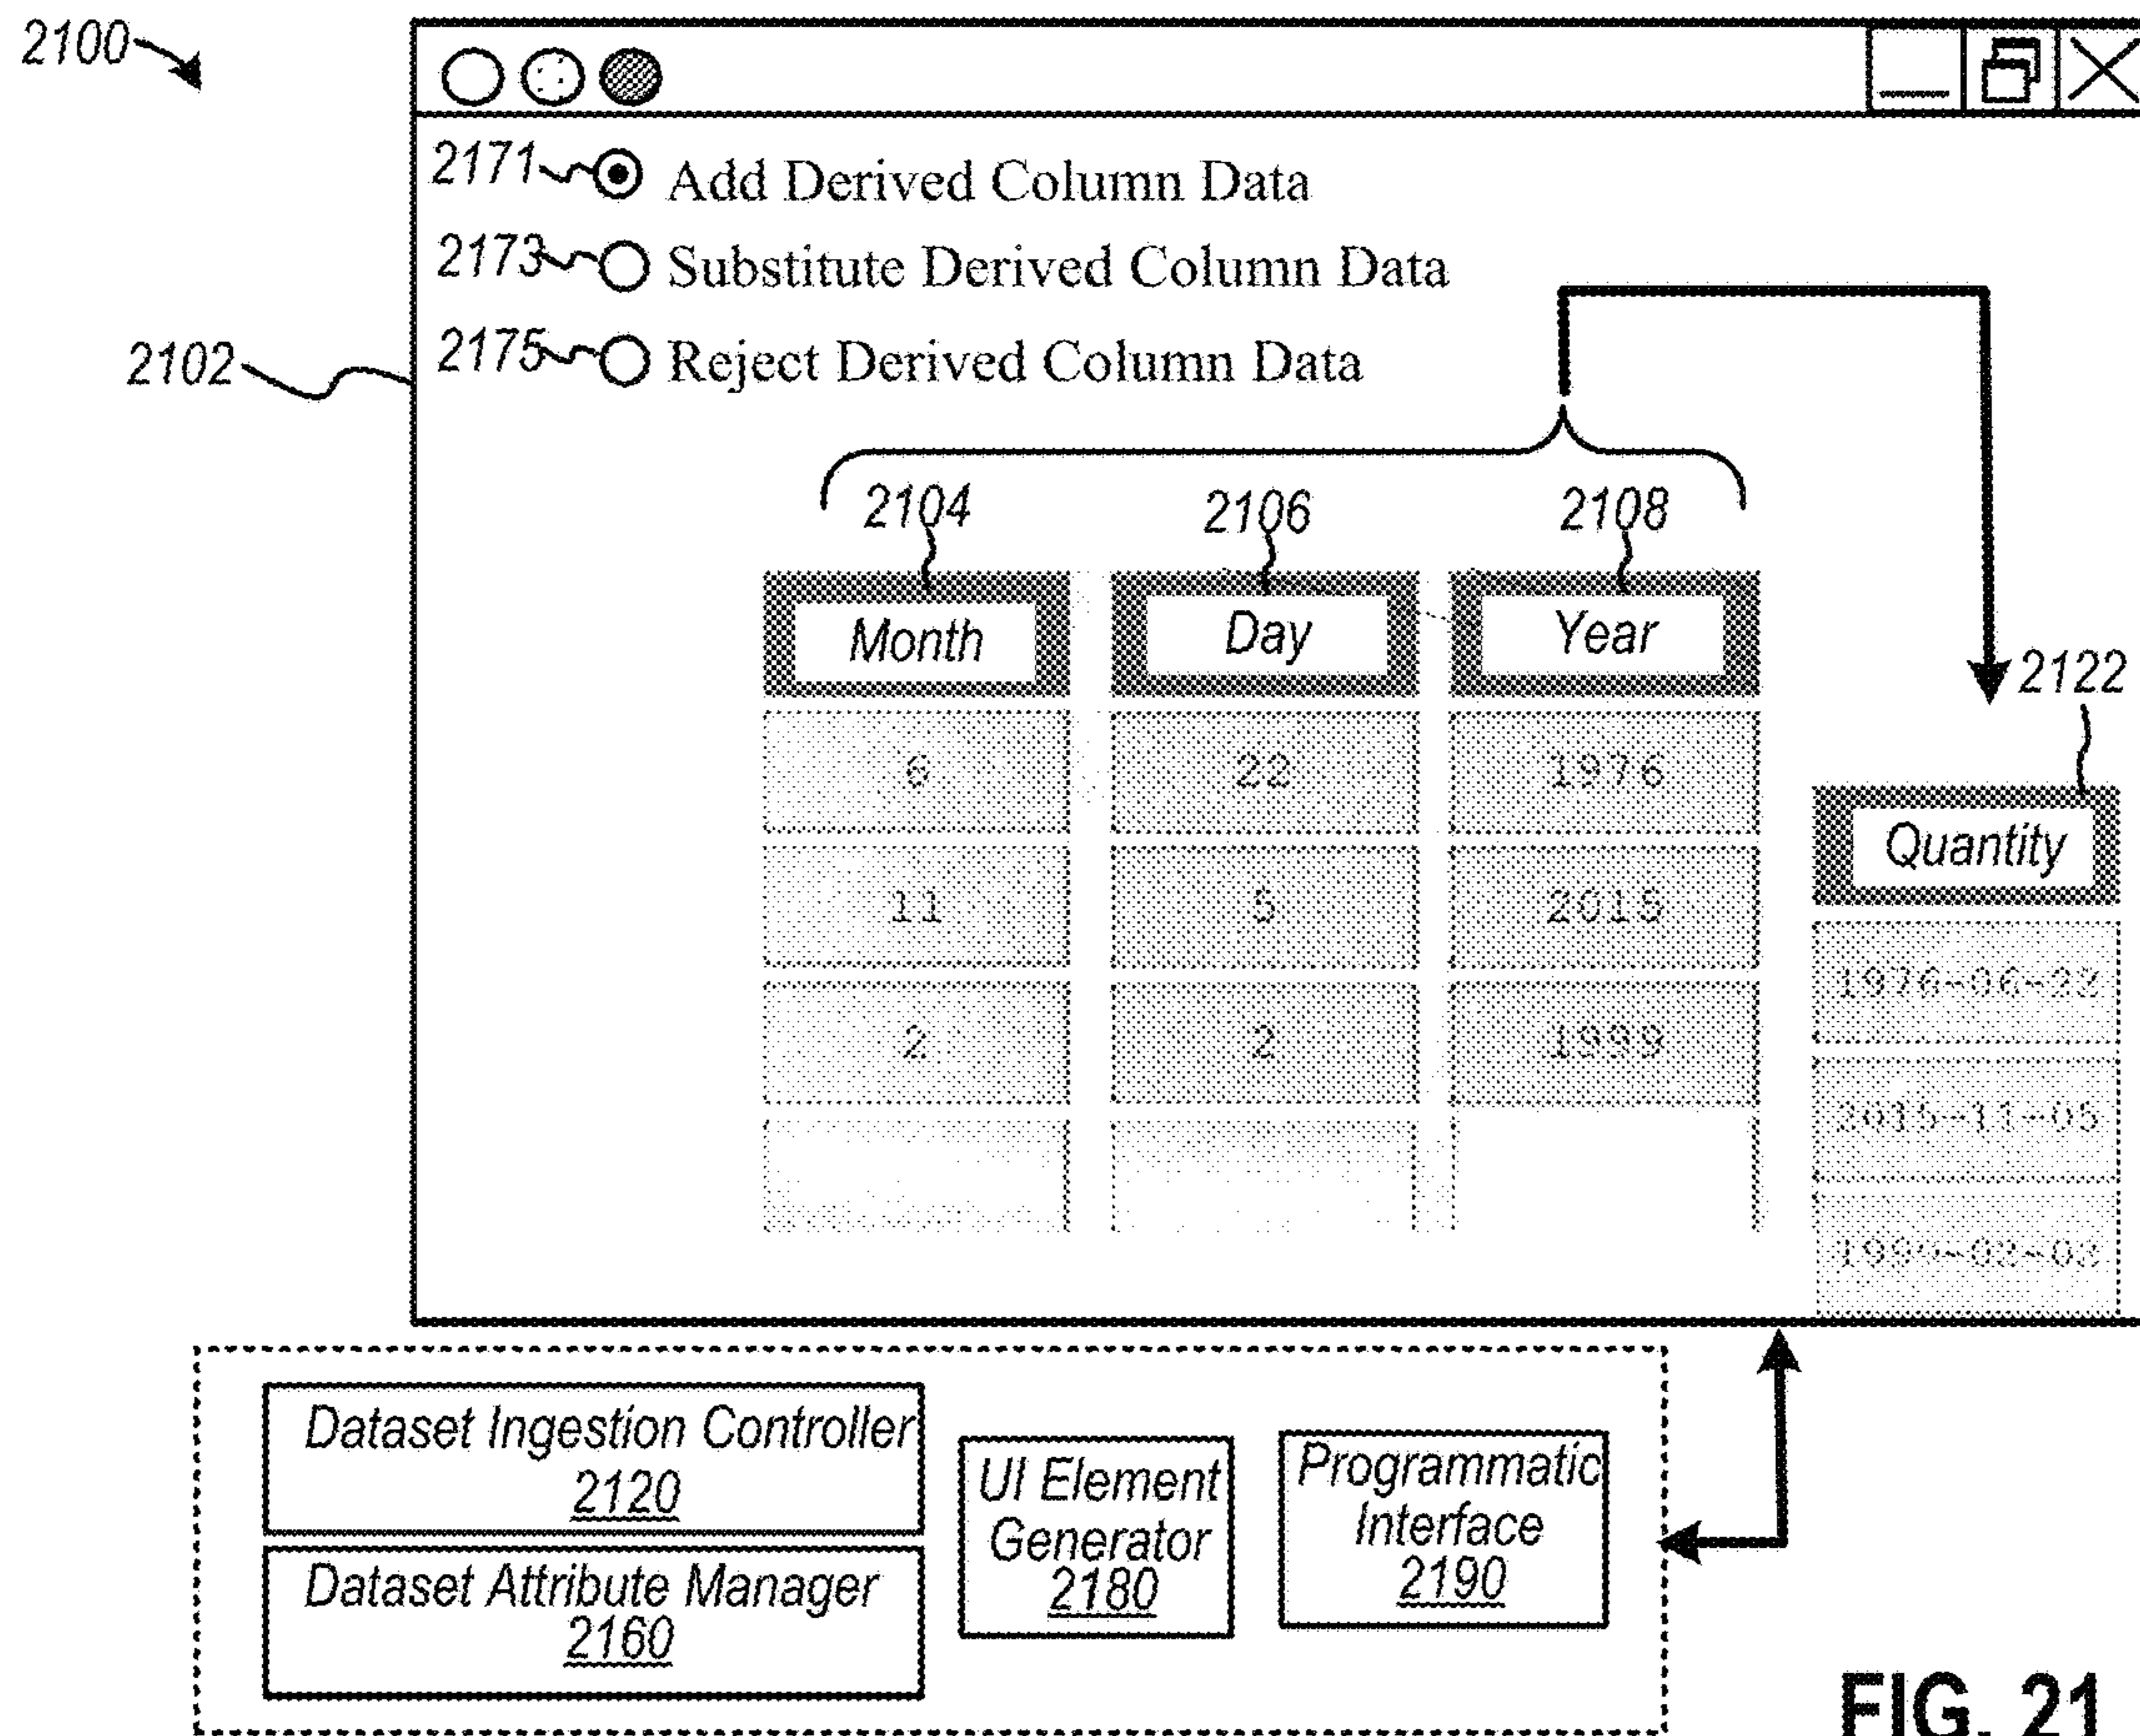 2100
2171 Add Derived Column Data
2173 Substitute Derived Column Data
2175 Reject Derived Column Data
2102
2104 2106 2108
Month Day Year
2122
6 22 1976
Quantity
11 5 2015
1976-06-22
2 2 1999
2015-11-05
1999-02-02
Dataset Ingestion Controller
2120
Dataset Attribute Manager
2160
UI Element
Generator
2180
Programmatic
Interface
2190
FIG. 21